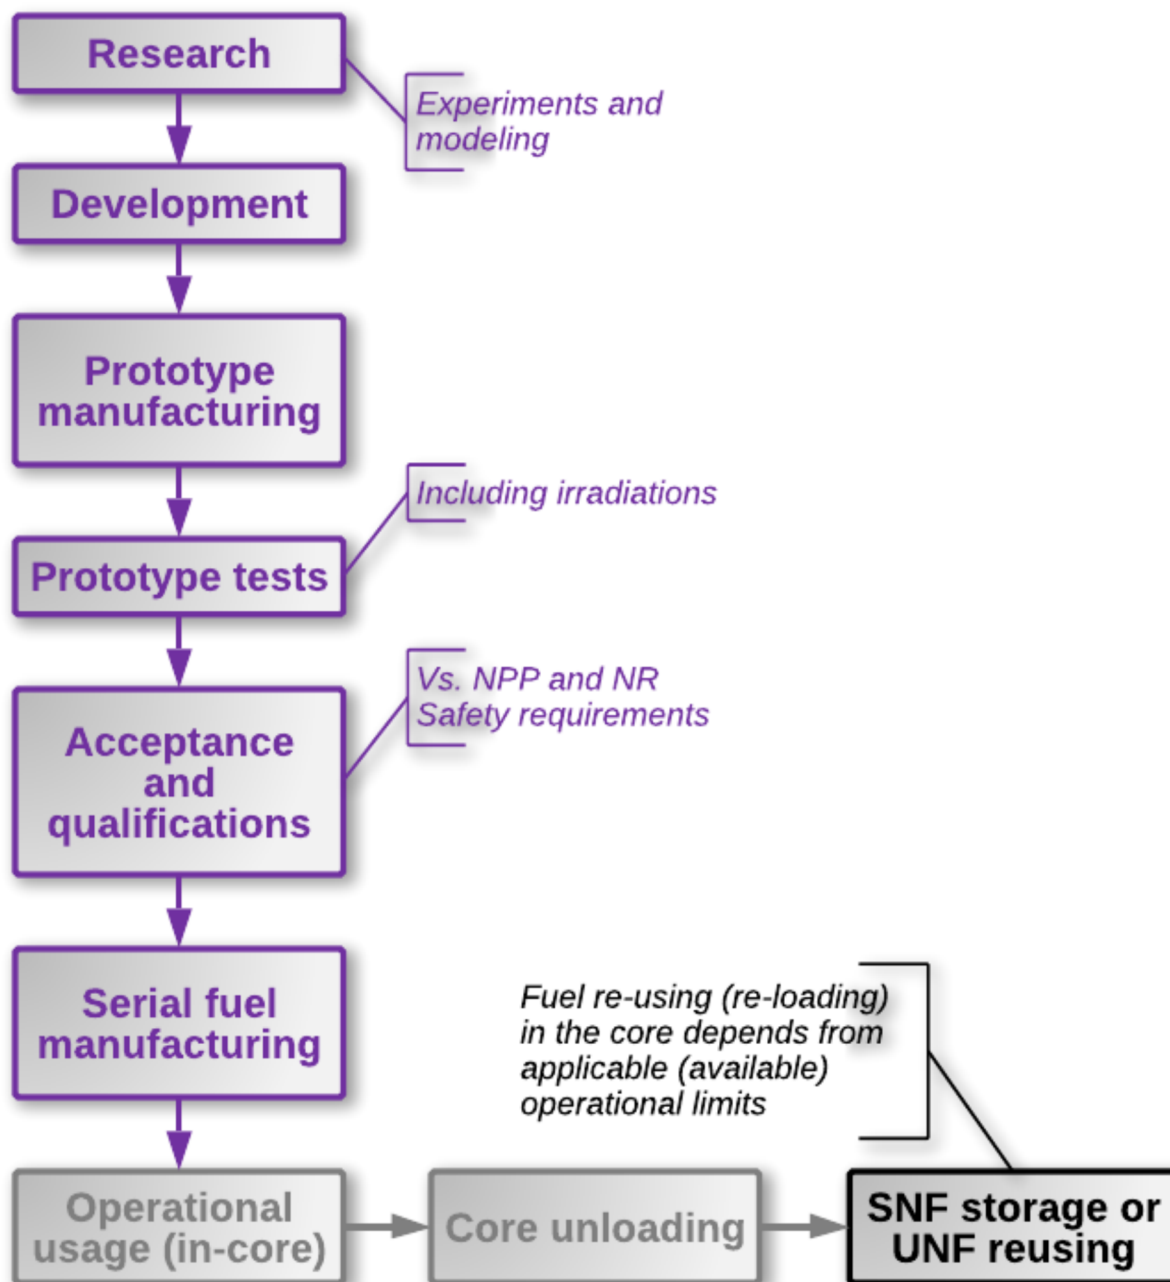 Research
Experiments and
modeling
Development
Prototype
manufacturing
Including irradiations
Prototype tests
Vs. NPP and NR
Safety requirements
Acceptance
and
qualifications
Serial fuel
manufacturing
Fuel re-using (re-loading)
in the core depends from
applicable (available)
operational limits
Operational
usage (in-core)
Core unloading
SNF storage or
UNF reusing